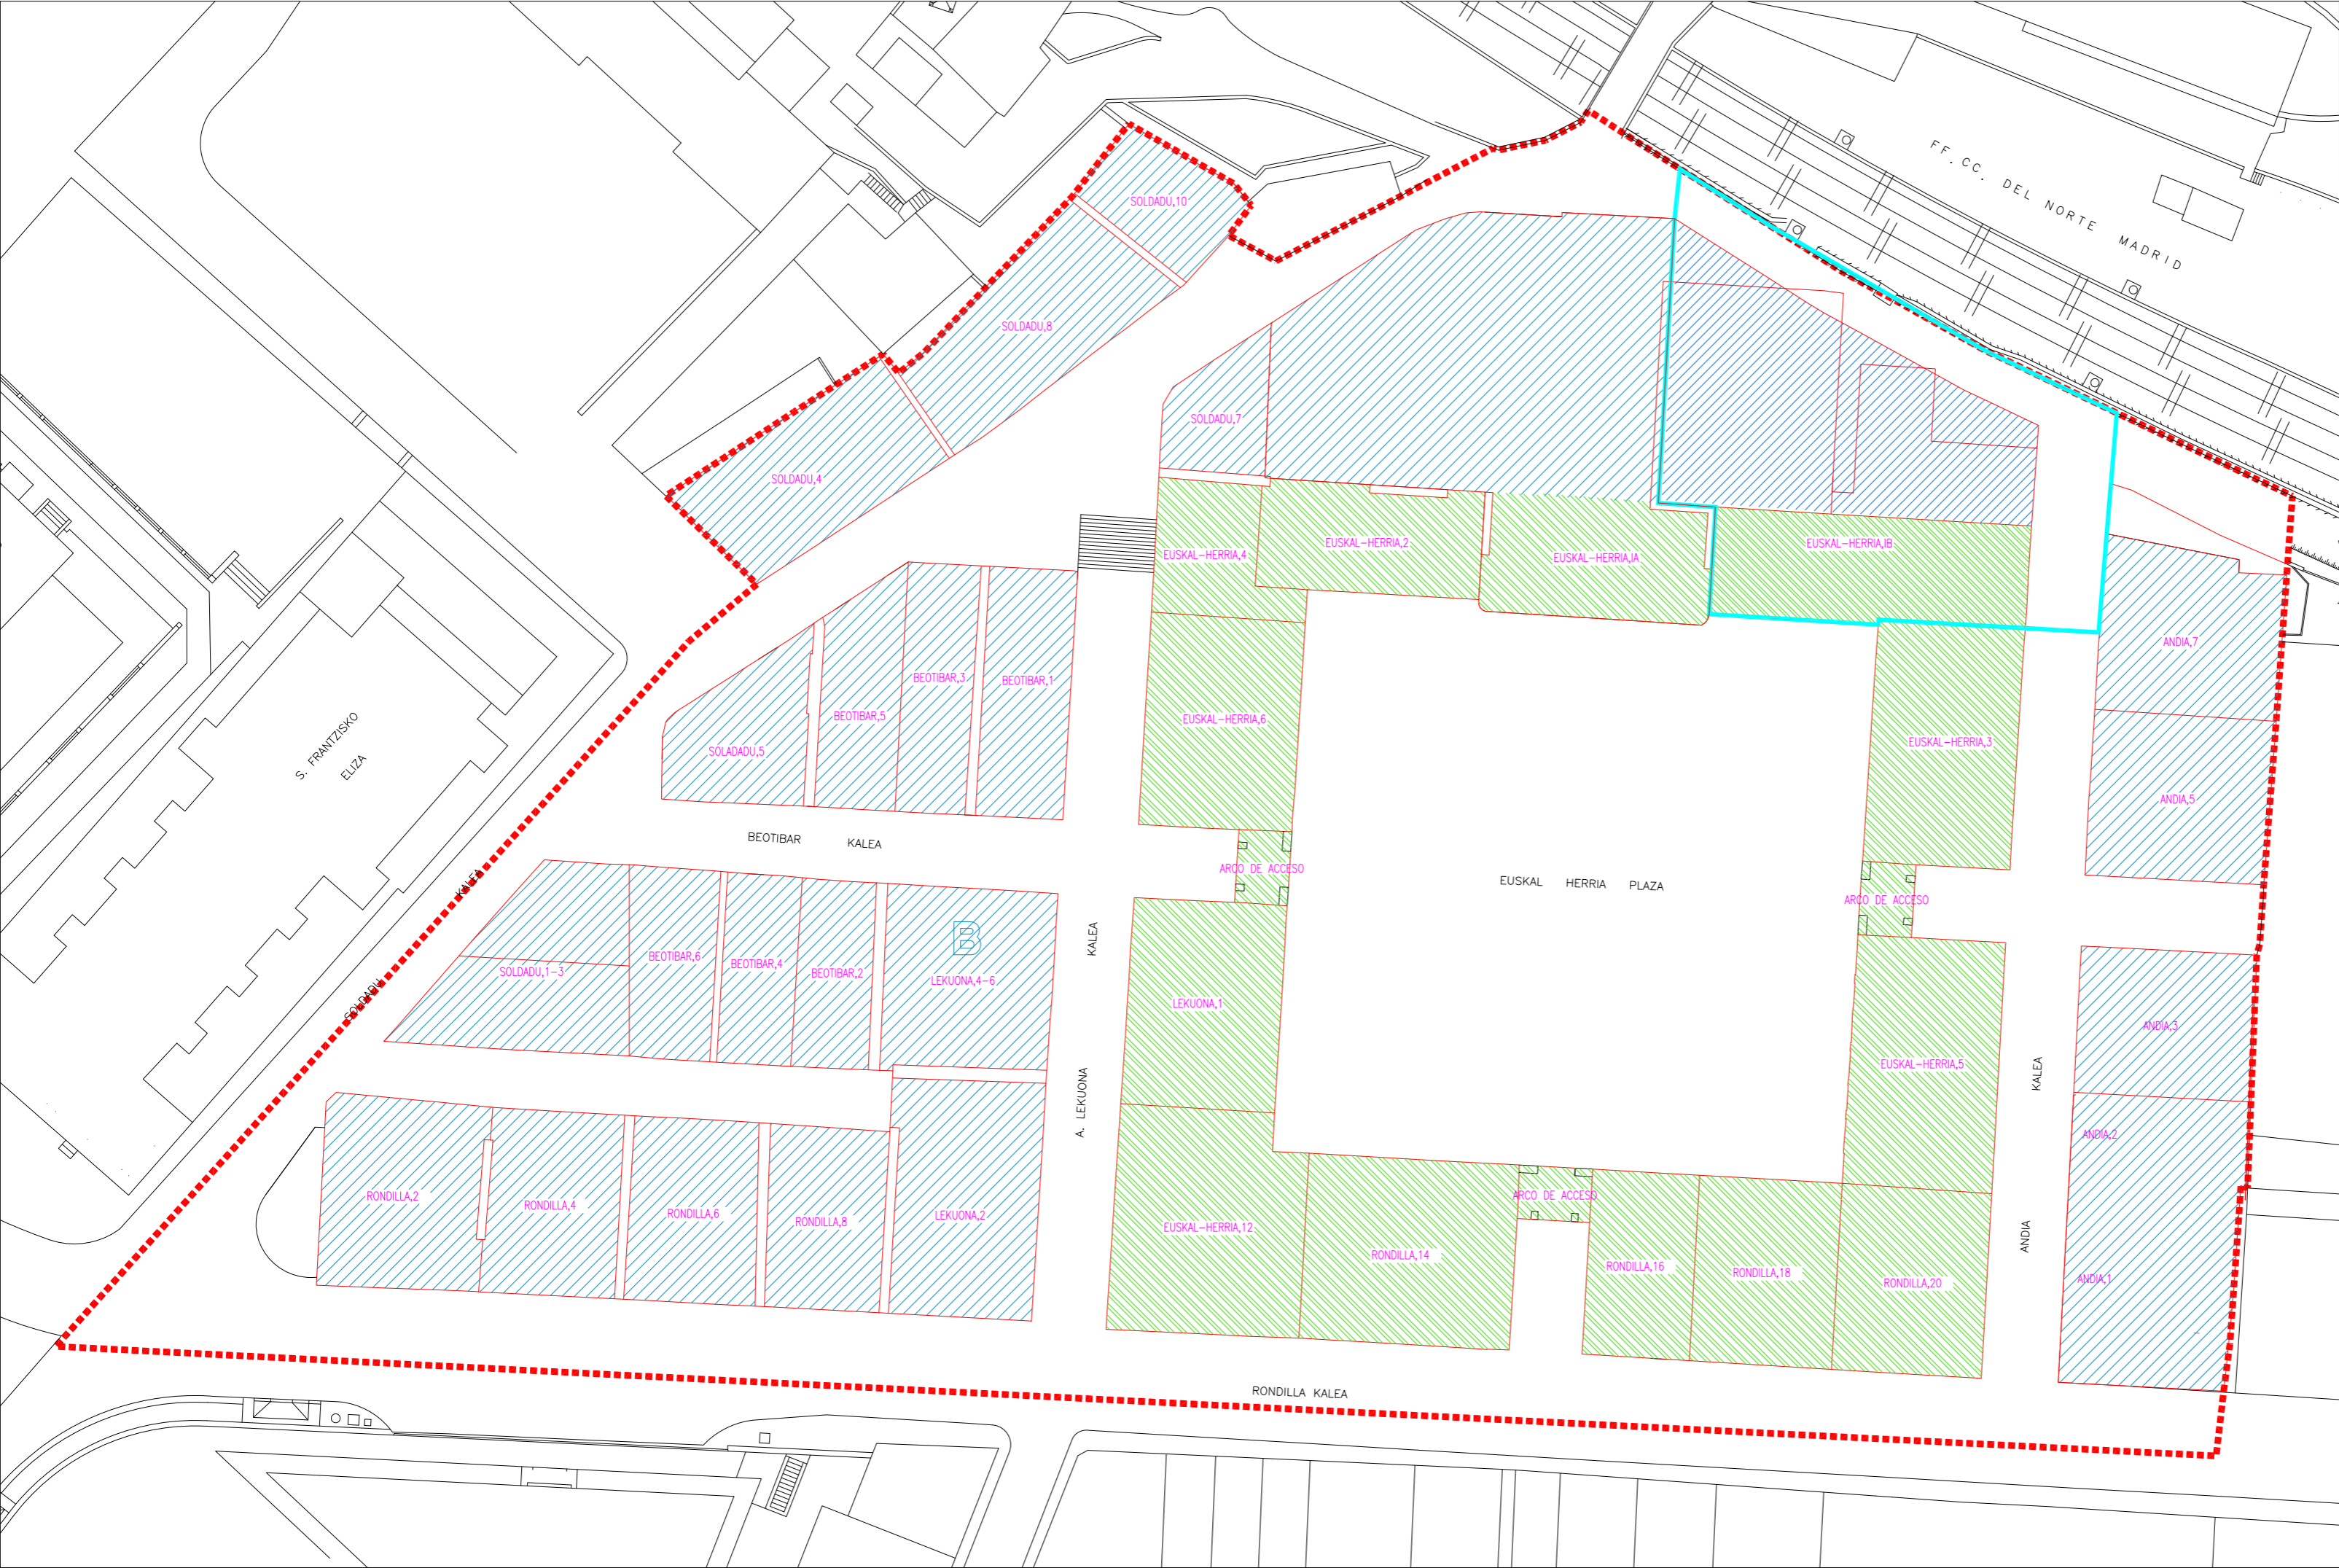 FF.CC. DEL NORTE MADRID
SOLDADU,10
SOLDADU,8
SOLDADU,7
SOLDADU,4
EUSKAL-HERRIA,4
EUSKAL-HERRIA,2
EUSKAL-HERRIA,IA
EUSKAL-HERRIA,IB
ANDIA,7
BEOTIBAR,3
BEOTIBAR,1
BEOTIBAR,5
SOLADADU,5
EUSKAL-HERRIA,6
EUSKAL-HERRIA,3
ANDIA,5
S. FRANTZISKO
ELIZA
BEOTIBAR KALEA
ARCO DE ACCESO
EUSKAL HERRIA PLAZA
ARCO DE ACCESO
SOLDADU KALEA
B
SOLDADU,1-3
BEOTIBAR,6
BEOTIBAR,4
BEOTIBAR,2
LEKUONA,4-6
A. LEKUONA KALEA
LEKUONA,1
EUSKAL-HERRIA,5
ANDIA KALEA
ANDIA,3
ANDIA,2
RONDILLA,2
RONDILLA,4
RONDILLA,6
RONDILLA,8
LEKUONA,2
EUSKAL-HERRIA,12
ARCO DE ACCESO
RONDILLA,14
RONDILLA,16
RONDILLA,18
RONDILLA,20
ANDIA,1
RONDILLA KALEA